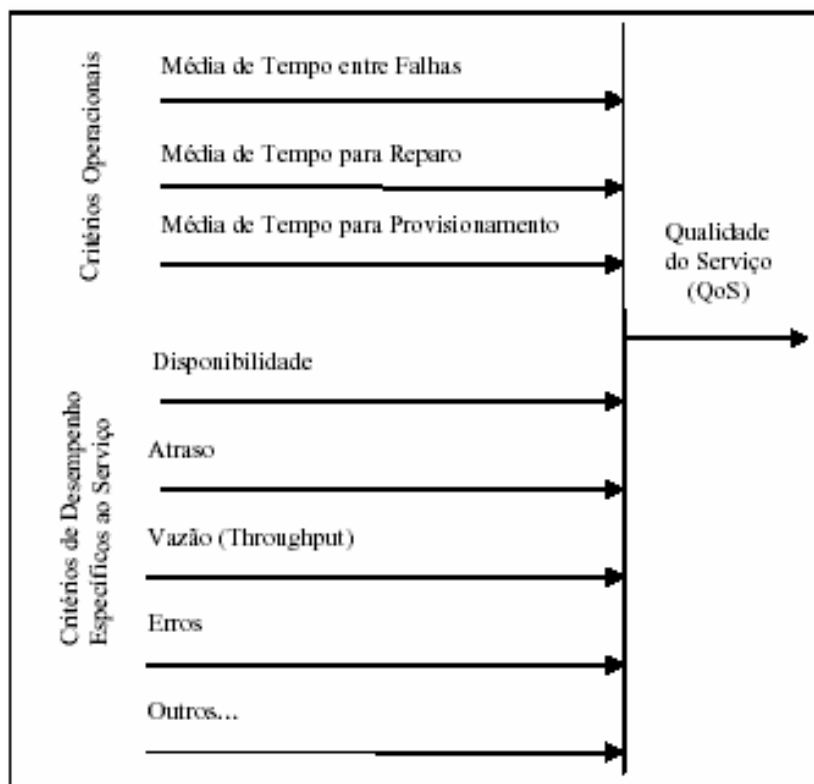 Critérios Operacionais
Média de Tempo entre Falhas
Média de Tempo para Reparo
Média de Tempo para Provisionamento
Qualidade
do Serviço
(QoS)
Critérios de Desempenho
Específicos ao Serviço
Disponibilidade
Atraso
Vazão (Throughput)
Erros
Outros...